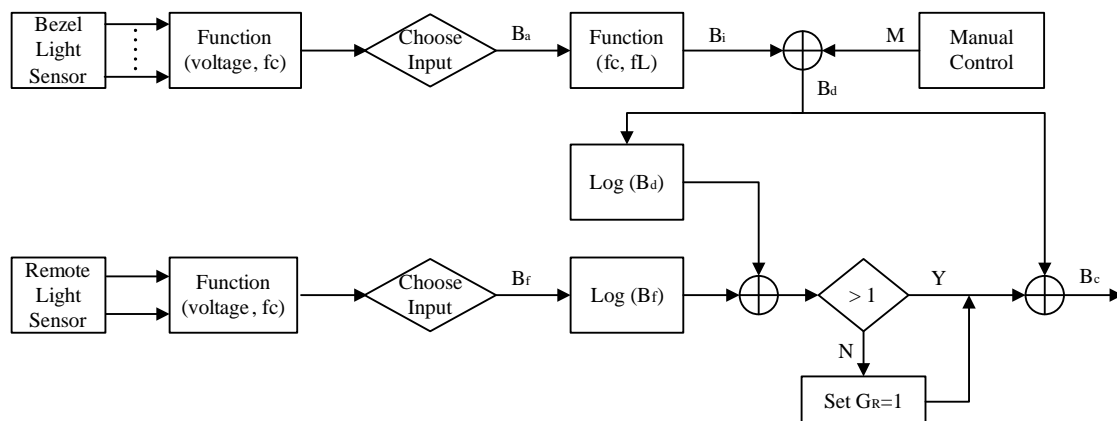 Bezel
Light
Sensor
Function
(voltage, fc)
Choose
Input
Ba
Function
(fc, fL)
Bi
M
Manual
Control
Bd
Log (Bd)
Remote
Light
Sensor
Function
(voltage, fc)
Choose
Input
Bf
Log (Bf)
> 1
Y
N
Set GR=1
Bc